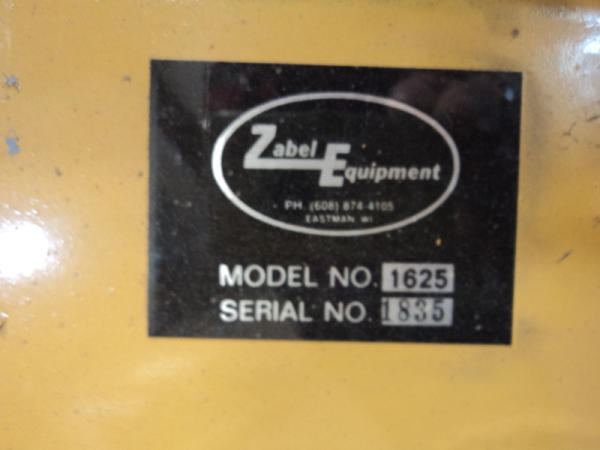 Zabel Equipment
PH. (608) 874-4105
EASTMAN, WI
MODEL NO. 1625
SERIAL NO. 1835